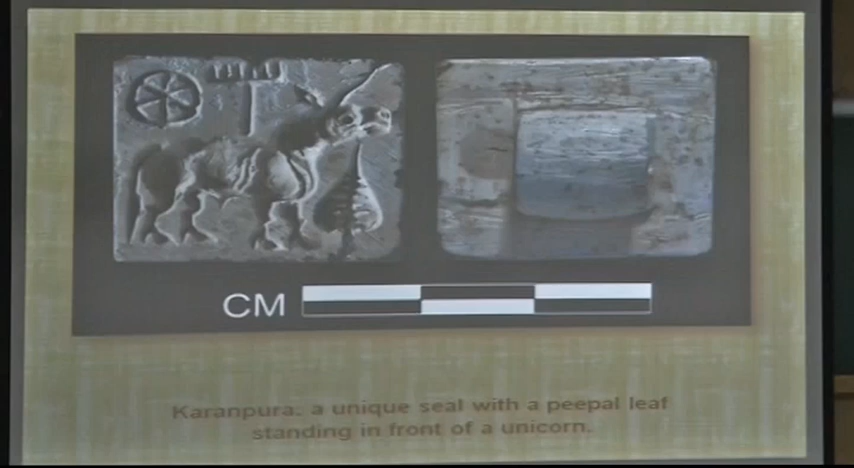 CM
Karanpura: a unique seal with a peepal leaf
standing in front of a unicorn.